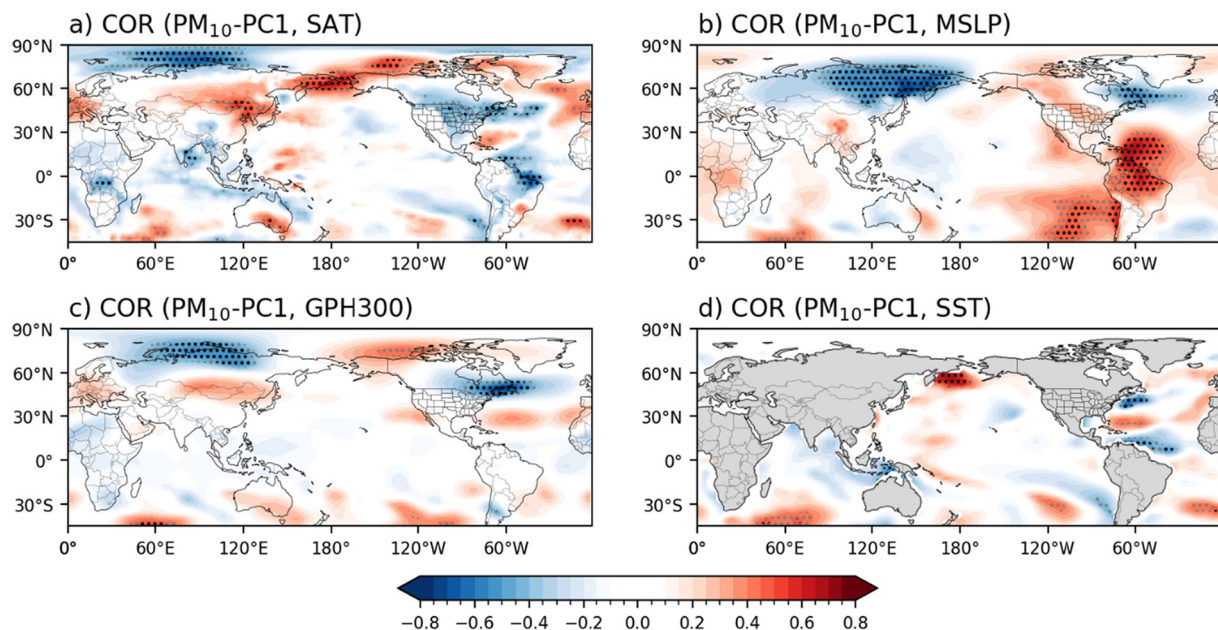 a) COR (PM₁₀-PC1, SAT)
90°N
60°N
30°N
0°
30°S
0° 60°E 120°E 180° 120°W 60°W
b) COR (PM₁₀-PC1, MSLP)
90°N
60°N
30°N
0°
30°S
0° 60°E 120°E 180° 120°W 60°W
c) COR (PM₁₀-PC1, GPH300)
90°N
60°N
30°N
0°
30°S
0° 60°E 120°E 180° 120°W 60°W
d) COR (PM₁₀-PC1, SST)
90°N
60°N
30°N
0°
30°S
0° 60°E 120°E 180° 120°W 60°W
−0.8 −0.6 −0.4 −0.2 0.0 0.2 0.4 0.6 0.8